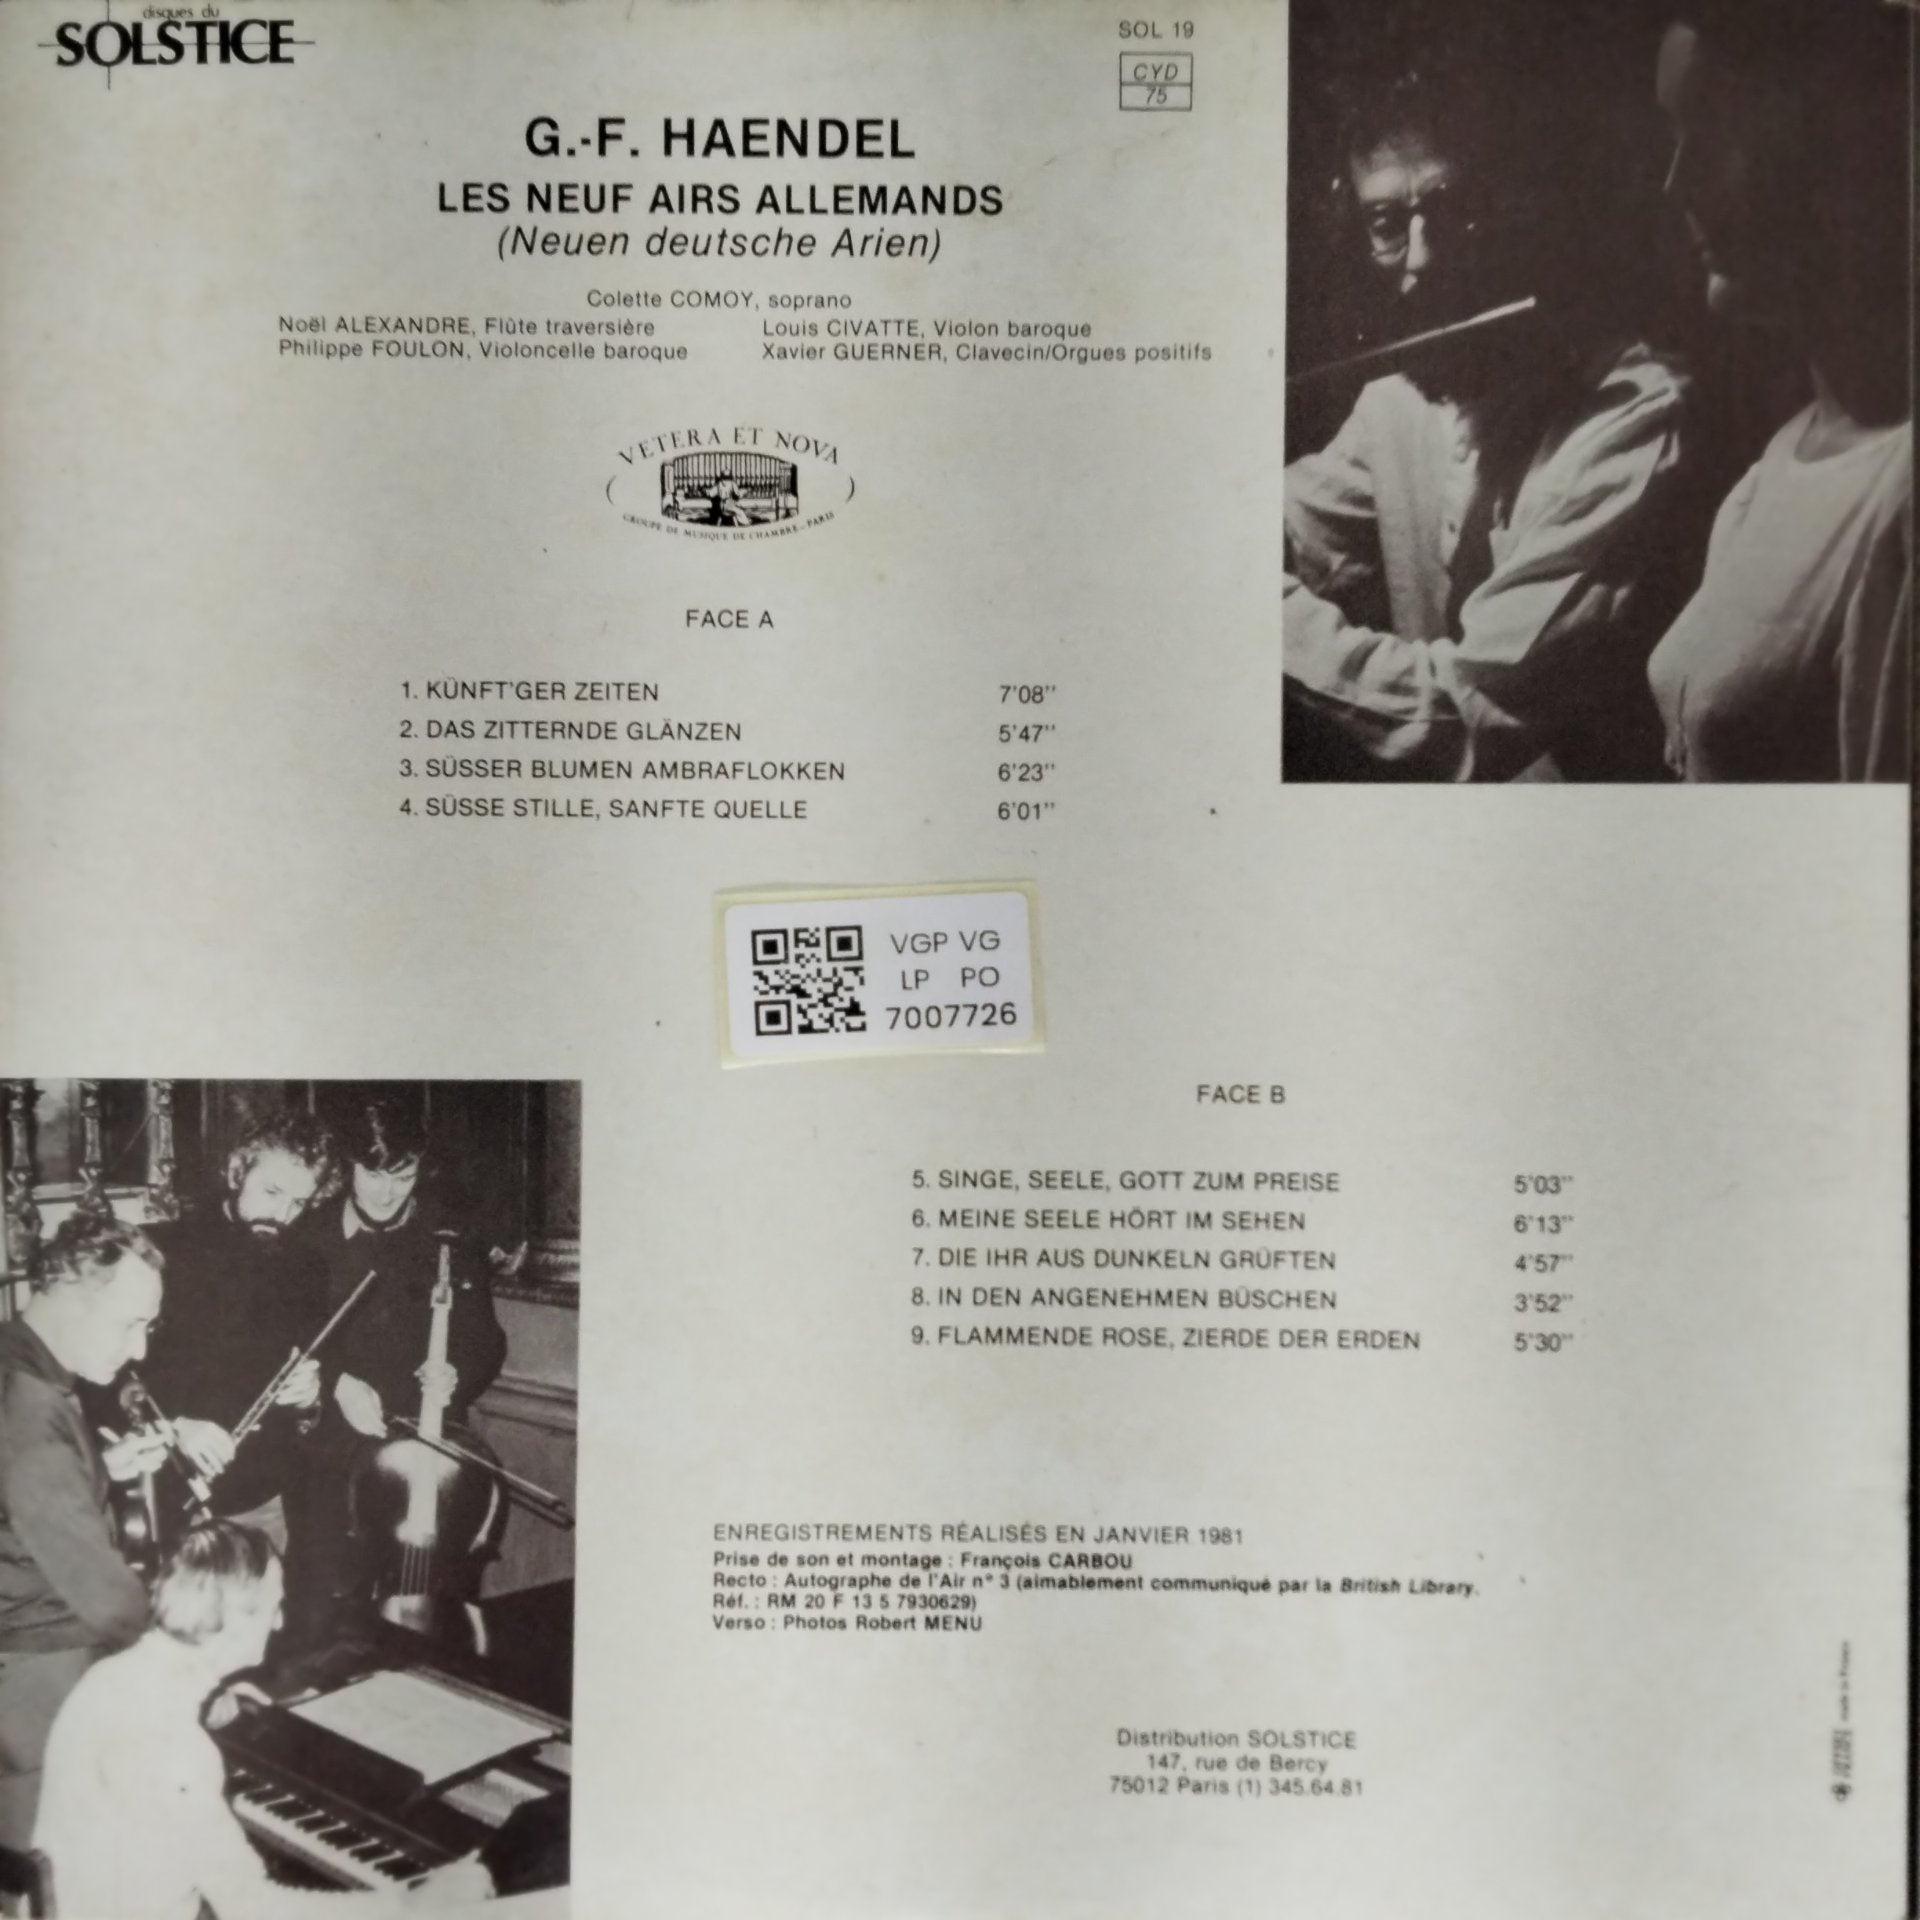 disques du
SOLSTICE
SOL 19
CYD
75
G.-F. HAENDEL
LES NEUF AIRS ALLEMANDS
(Neuen deutsche Arien)
Colette COMOY, soprano
Noël ALEXANDRE, Flûte traversière
Louis CIVATTE, Violon baroque
Philippe FOULON, Violoncelle baroque
Xavier GUERNER, Clavecin/Orgues positifs
VETERA ET NOVA
GROUPE DE MUSIQUE DE CHAMBRE - PARIS
FACE A
1. KÜNFT'GER ZEITEN 7'08''
2. DAS ZITTERNDE GLÄNZEN 5'47''
3. SÜSSER BLUMEN AMBRAFLOKKEN 6'23''
4. SÜSSE STILLE, SANFTE QUELLE 6'01''
VGP VG
LP PO
7007726
FACE B
5. SINGE, SEELE, GOTT ZUM PREISE 5'03''
6. MEINE SEELE HÖRT IM SEHEN 6'13''
7. DIE IHR AUS DUNKELN GRÜFTEN 4'57''
8. IN DEN ANGENEHMEN BÜSCHEN 3'52''
9. FLAMMENDE ROSE, ZIERDE DER ERDEN 5'30''
ENREGISTREMENTS RÉALISÉS EN JANVIER 1981
Prise de son et montage : François CARBOU
Recto : Autographe de l'Air n° 3 (aimablement communiqué par la British Library.
Réf. : RM 20 F 13 5 7930629)
Verso : Photos Robert MENU
Distribution SOLSTICE
147, rue de Bercy
75012 Paris (1) 345.64.81
made in France